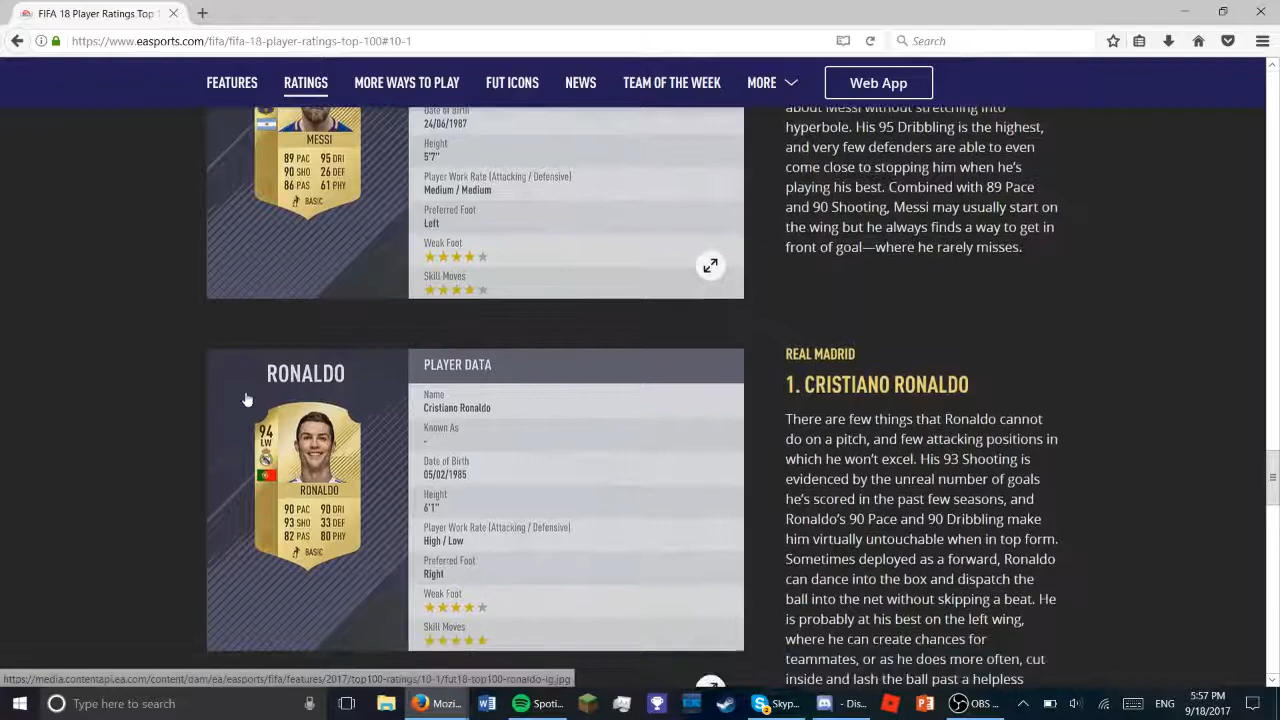 FIFA 18 Player Ratings Top 1
https://www.easports.com/fifa/fifa-18-player-ratings-top-100#10-1
Search
FEATURES RATINGS MORE WAYS TO PLAY FUT ICONS NEWS TEAM OF THE WEEK MORE Web App
MESSI
89 PAC 95 DRI
90 SHO 26 DEF
86 PAS 61 PHY
BASIC
Date of Birth
24/06/1987
Height
5'7"
Player Work Rate (Attacking / Defensive)
Medium / Medium
Preferred Foot
Left
Weak Foot
Skill Moves
about Messi without stretching into
hyperbole. His 95 Dribbling is the highest,
and very few defenders are able to even
come close to stopping him when he's
playing his best. Combined with 89 Pace
and 90 Shooting, Messi may usually start on
the wing but he always finds a way to get in
front of goal—where he rarely misses.
RONALDO
94
LW
RONALDO
90 PAC 90 DRI
93 SHO 33 DEF
82 PAS 80 PHY
BASIC
PLAYER DATA
Name
Cristiano Ronaldo
Known As
-
Date of Birth
05/02/1985
Height
6'1"
Player Work Rate (Attacking / Defensive)
High / Low
Preferred Foot
Right
Weak Foot
Skill Moves
REAL MADRID
1. CRISTIANO RONALDO
There are few things that Ronaldo cannot
do on a pitch, and few attacking positions in
which he won't excel. His 93 Shooting is
evidenced by the unreal number of goals
he's scored in the past few seasons, and
Ronaldo's 90 Pace and 90 Dribbling make
him virtually untouchable when in top form.
Sometimes deployed as a forward, Ronaldo
can dance into the box and dispatch the
ball into the net without skipping a beat. He
is probably at his best on the left wing,
where he can create chances for
teammates, or as he does more often, cut
inside and lash the ball past a helpless
https://media.contentapi.ea.com/content/dam/ea/easports/fifa/features/2017/top100-ratings/10-1/fut18-top100-ronaldo-lg.jpg
Type here to search
Mozi...
Spoti...
Skyp...
- Dis...
OBS ...
5:57 PM
9/18/2017